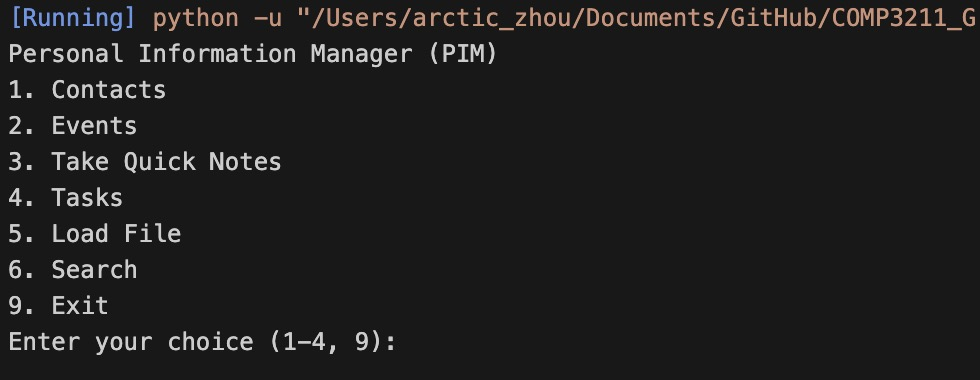 [Running] python -u "/Users/arctic_zhou/Documents/GitHub/COMP3211_G
Personal Information Manager (PIM)
1. Contacts
2. Events
3. Take Quick Notes
4. Tasks
5. Load File
6. Search
9. Exit
Enter your choice (1-4, 9):